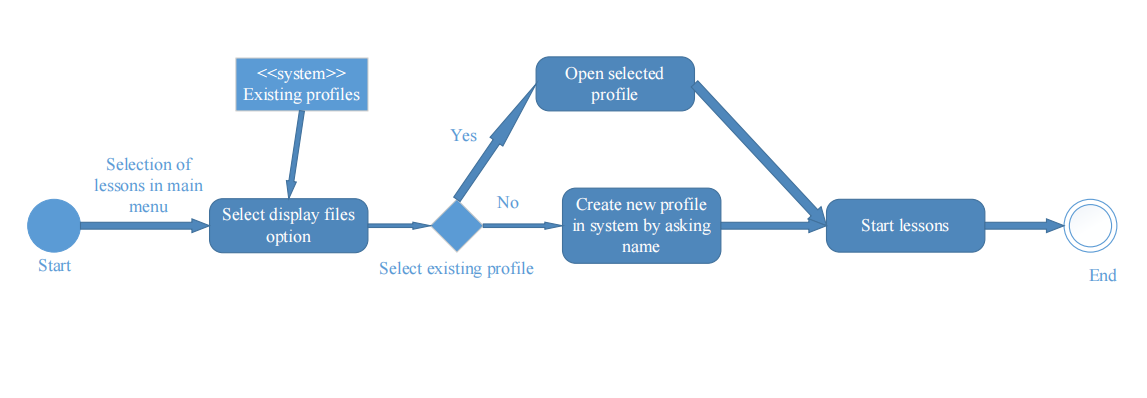 <<system>>
Existing profiles
Open selected
profile
Yes
Selection of
lessons in main
menu
Select display files
option
No
Create new profile
in system by asking
name
Start lessons
Start
Select existing profile
End